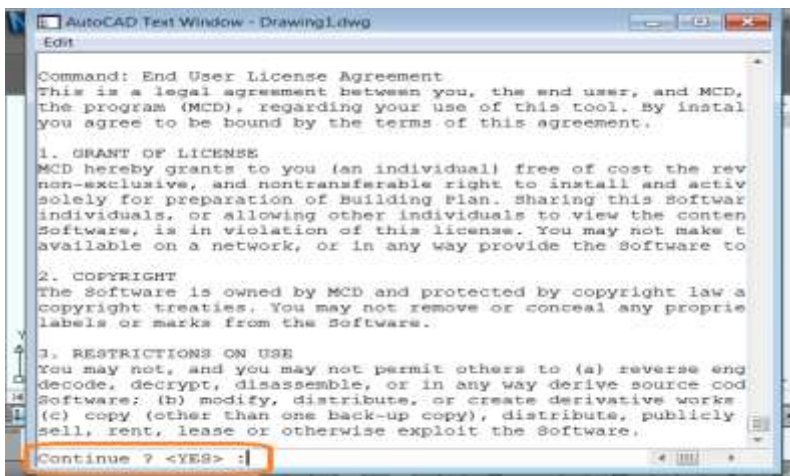 AutoCAD Text Window - Drawing1.dwg
Edit
Command: End User License Agreement
This is a legal agreement between you, the end user, and MCD,
the program (MCD), regarding your use of this tool. By instal
you agree to be bound by the terms of this agreement.
1. GRANT OF LICENSE
MCD hereby grants to you (an individual) free of cost the rev
non-exclusive, and nontransferable right to install and activ
solely for preparation of Building Plan. Sharing this Softwar
individuals, or allowing other individuals to view the conten
Software, is in violation of this license. You may not make t
available on a network, or in any way provide the Software to
2. COPYRIGHT
The Software is owned by MCD and protected by copyright law a
copyright treaties. You may not remove or conceal any proprie
labels or marks from the Software.
3. RESTRICTIONS ON USE
You may not, and you may not permit others to (a) reverse eng
decode, decrypt, disassemble, or in any way derive source cod
Software; (b) modify, distribute, or create derivative works
(c) copy (other than one back-up copy), distribute, publicly
sell, rent, lease or otherwise exploit the Software.
Continue ? <YES> :